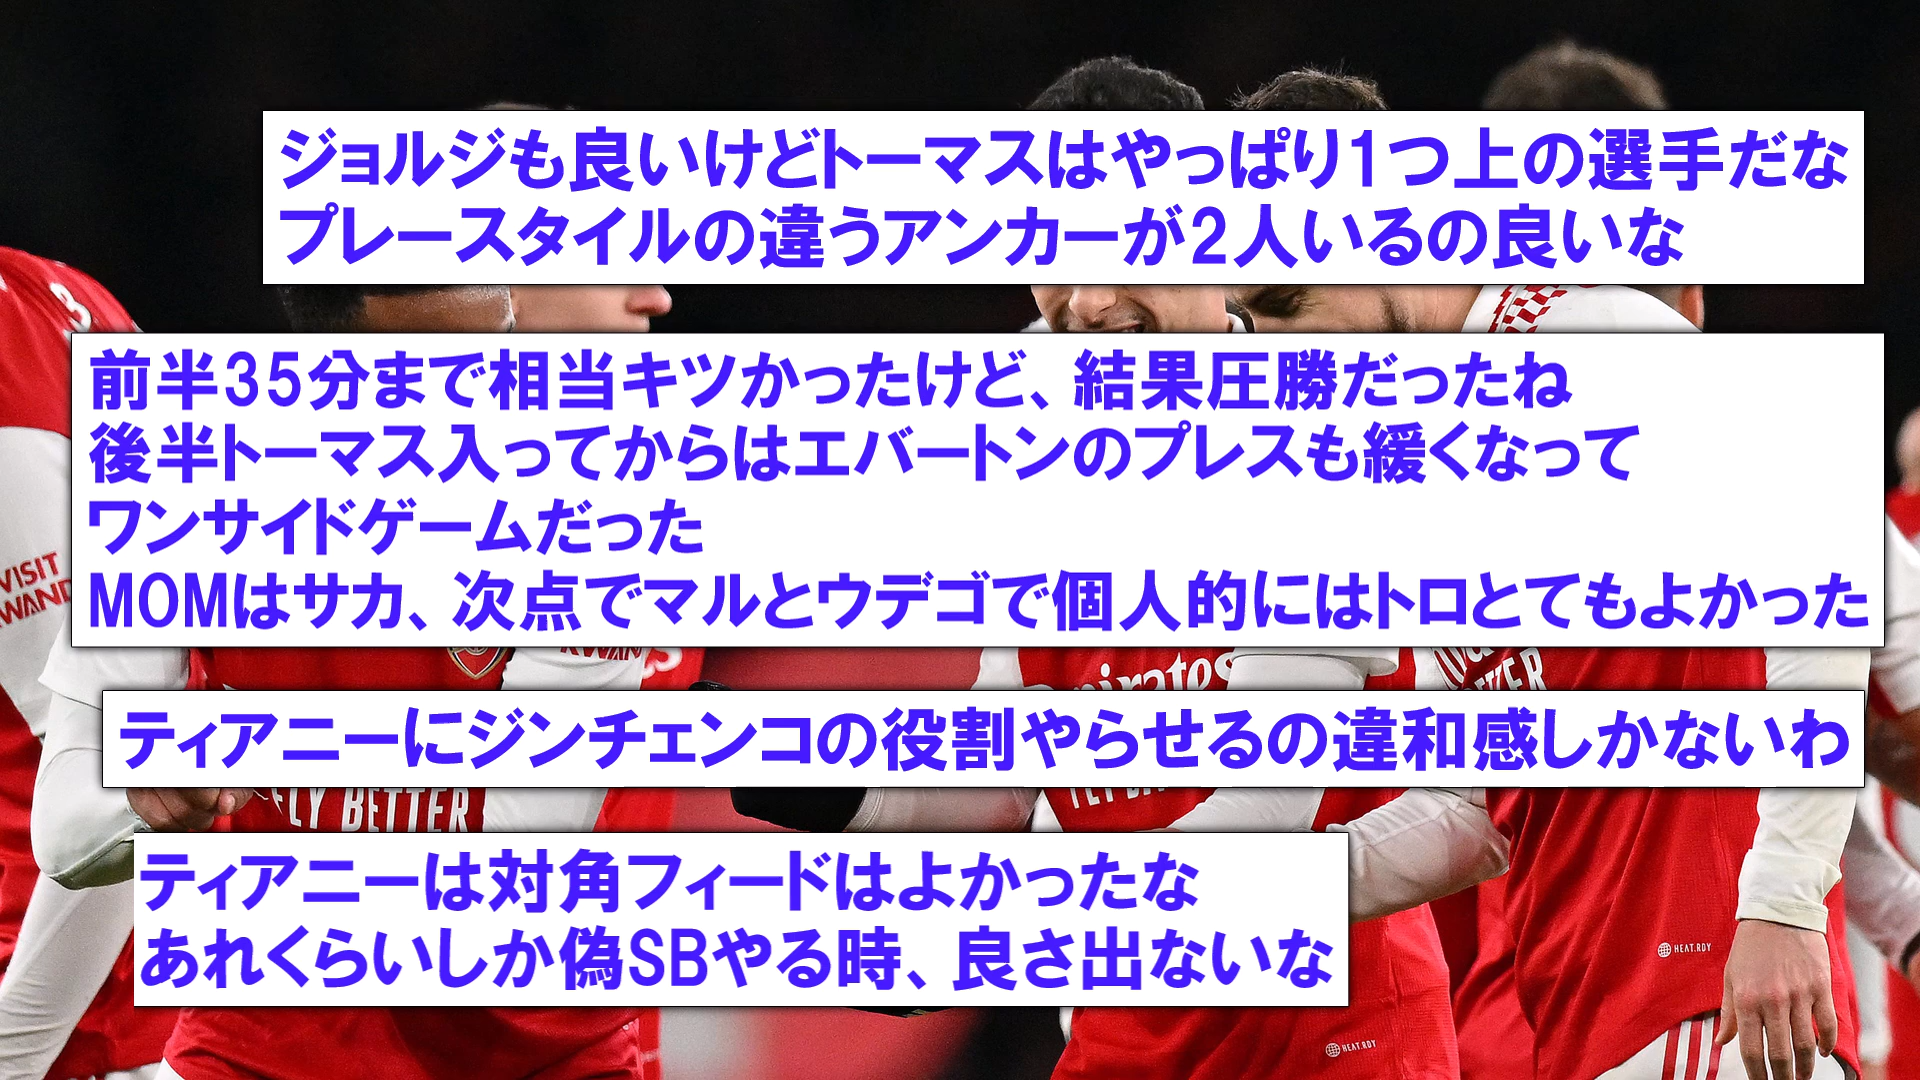 ジョルジも良いけどトーマスはやっぱり1つ上の選手だな
プレースタイルの違うアンカーが2人いるの良いな
3
前半35分まで相当キツかったけど、結果圧勝だったね
後半トーマス入ってからはエバートンのプレスも緩くなって
ワンサイドゲームだった
MOMはサカ、次点でマルとウデゴで個人的にはトロとてもよかった
VISIT
RWANDA
Emirates
ティアニーにジンチェンコの役割やらせるの違和感しかないわ
FLY BETTER
ティアニーは対角フィードはよかったな
あれくらいしか偽SBやる時、良さ出ないな
HEAT.RDY
HEAT.RDY